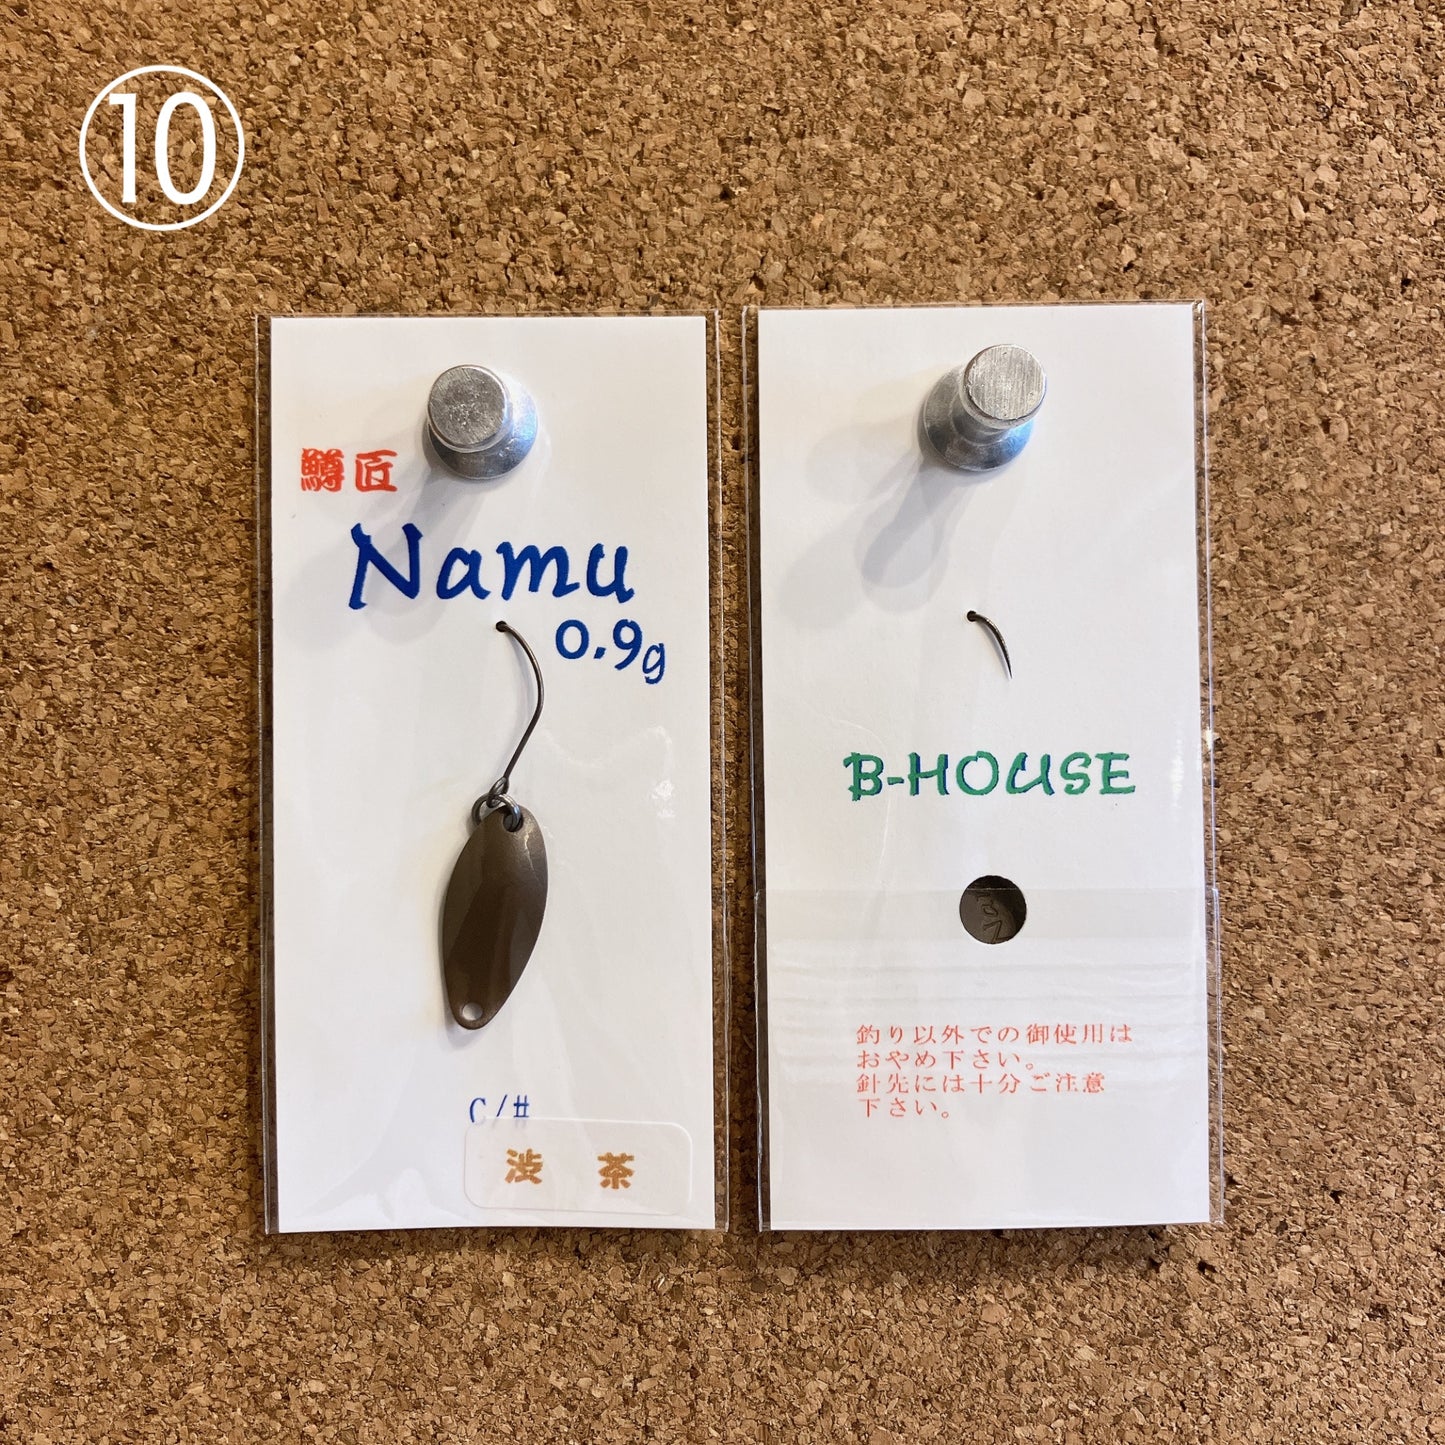 ⑩
鱒匠
Namu
0.9g
C/#
渋 茶
B-HOUSE
釣り以外での御使用は
おやめ下さい。
針先には十分ご注意
下さい。